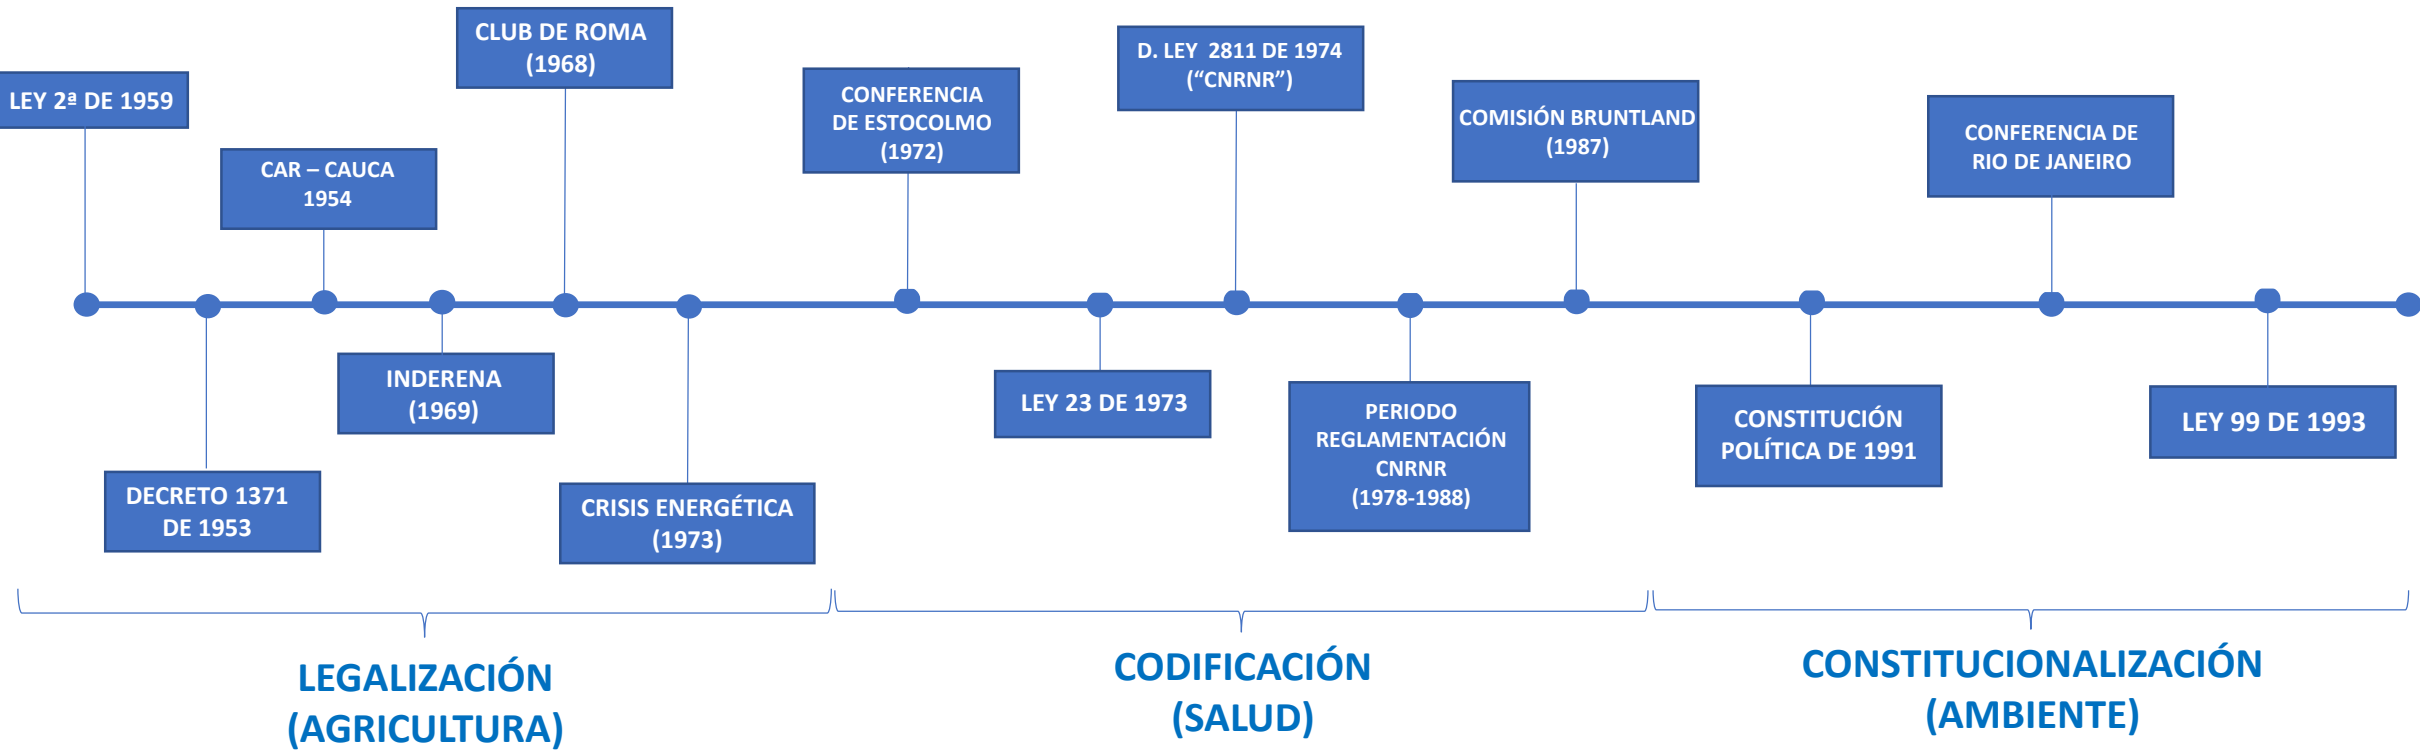 LEY 2ª DE 1959
CAR – CAUCA
1954
CLUB DE ROMA
(1968)
CONFERENCIA
DE ESTOCOLMO
(1972)
D. LEY 2811 DE 1974
(“CNRNR”)
COMISIÓN BRUNTLAND
(1987)
CONFERENCIA DE
RIO DE JANEIRO
DECRETO 1371
DE 1953
INDERENA
(1969)
CRISIS ENERGÉTICA
(1973)
LEY 23 DE 1973
PERIODO
REGLAMENTACIÓN
CNRNR
(1978-1988)
CONSTITUCIÓN
POLÍTICA DE 1991
LEY 99 DE 1993
LEGALIZACIÓN
(AGRICULTURA)
CODIFICACIÓN
(SALUD)
CONSTITUCIONALIZACIÓN
(AMBIENTE)